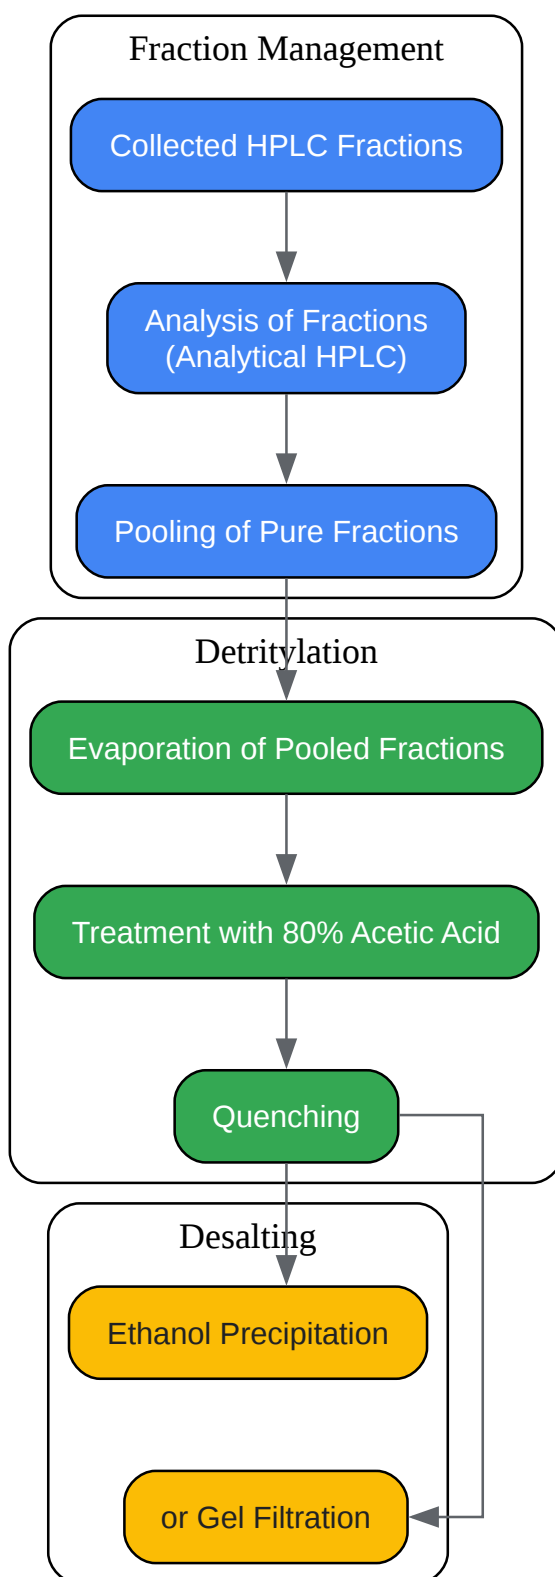 Fraction Management
Collected HPLC Fractions
Analysis of Fractions
(Analytical HPLC)
Pooling of Pure Fractions
Detritylation
Evaporation of Pooled Fractions
Treatment with 80% Acetic Acid
Quenching
Desalting
Ethanol Precipitation
or Gel Filtration